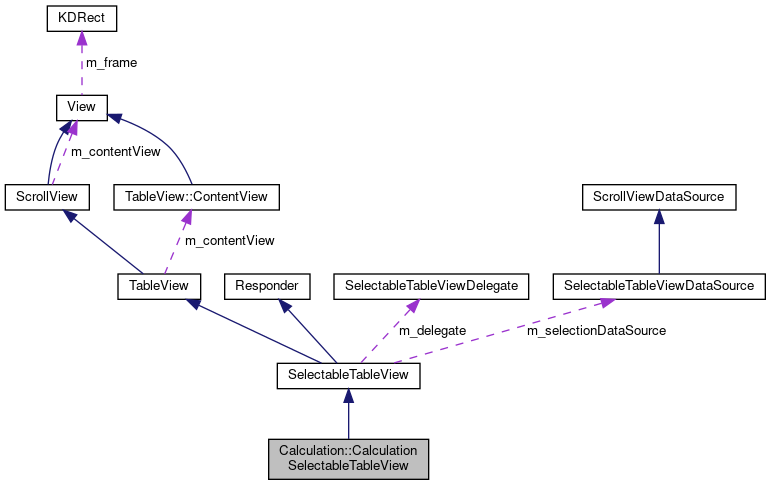 KDRect
m_frame
View
m_contentView
ScrollView
TableView::ContentView
ScrollViewDataSource
m_contentView
TableView
Responder
SelectableTableViewDelegate
SelectableTableViewDataSource
m_delegate
m_selectionDataSource
SelectableTableView
Calculation::Calculation
SelectableTableView